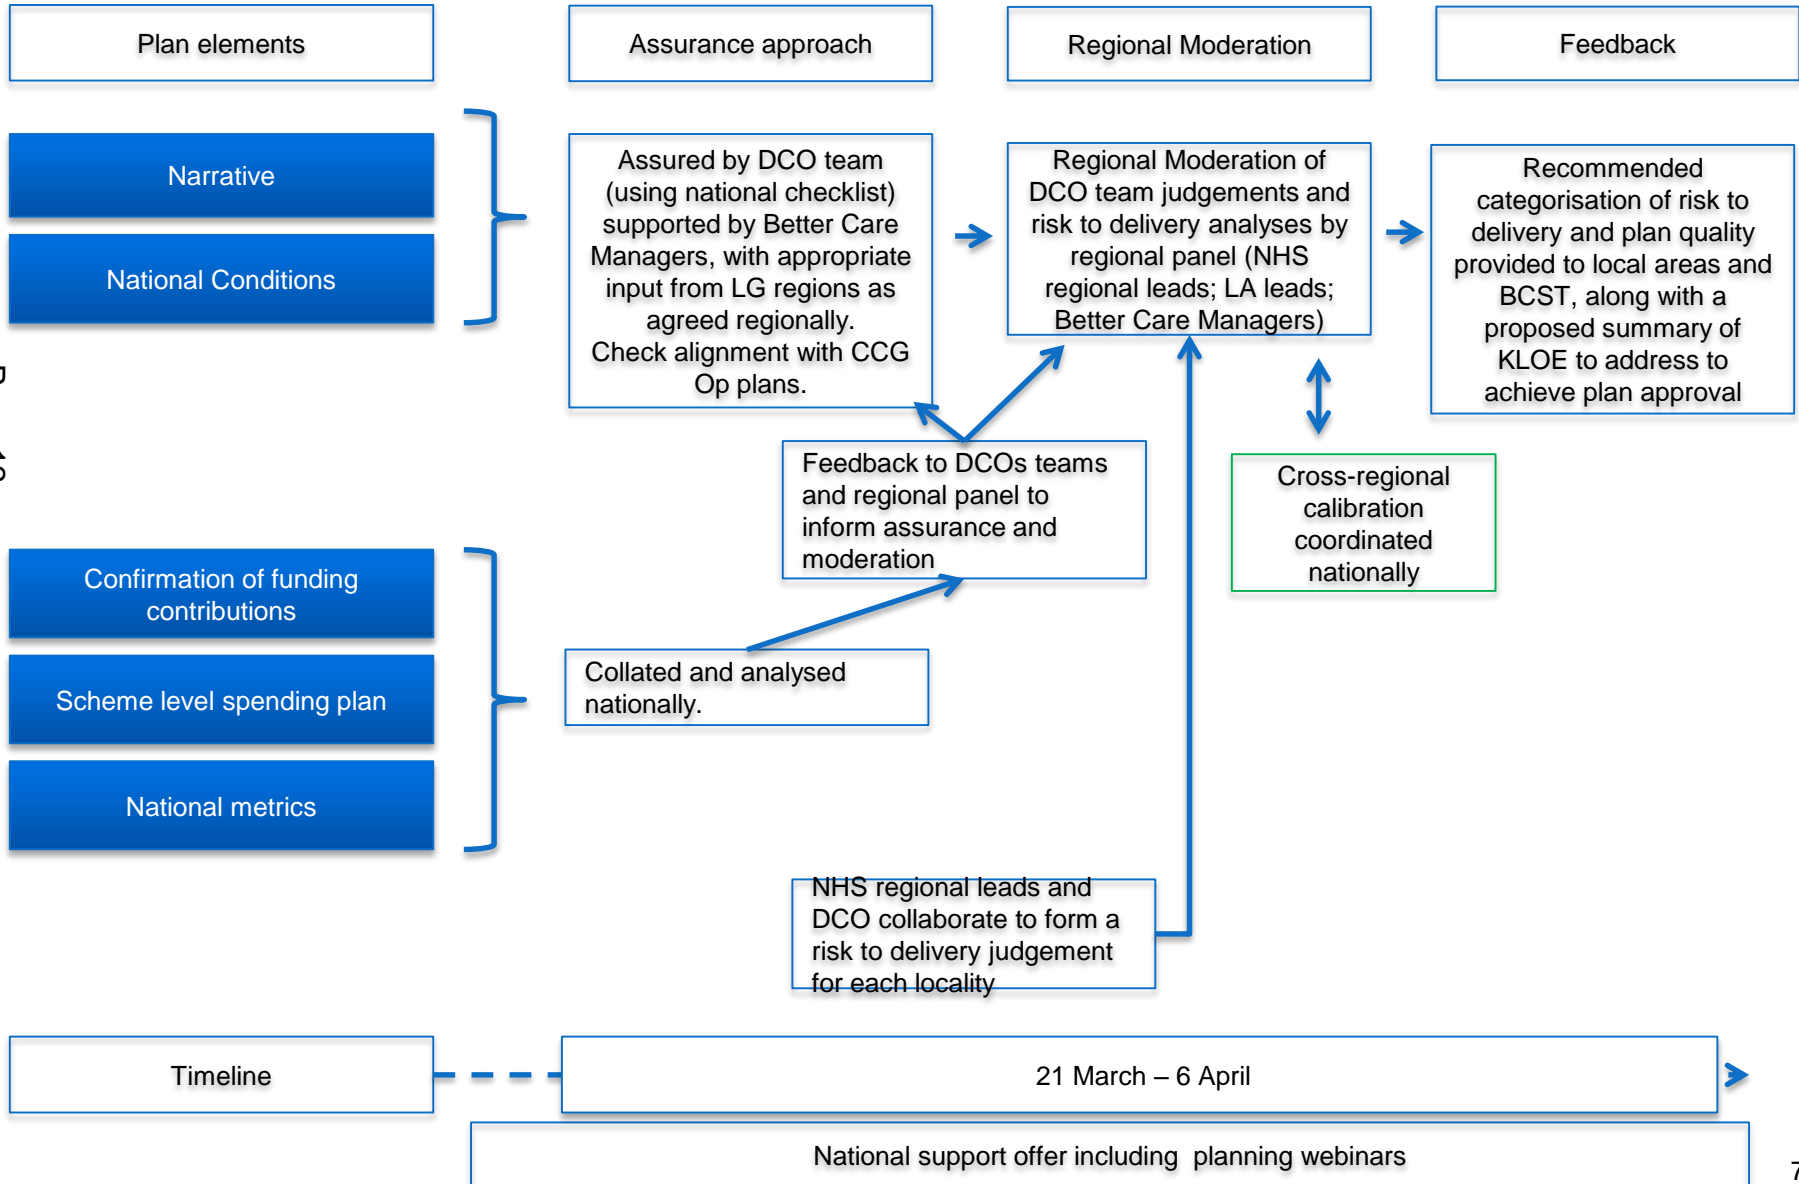 Plan elements
Assurance approach
Regional Moderation
Feedback
Narrative
National Conditions
Assured by DCO team
(using national checklist)
supported by Better Care
Managers, with appropriate
input from LG regions as
agreed regionally.
Check alignment with CCG
Op plans.
Regional Moderation of
DCO team judgements and
risk to delivery analyses by
regional panel (NHS
regional leads; LA leads;
Better Care Managers)
Recommended
categorisation of risk to
delivery and plan quality
provided to local areas and
BCST, along with a
proposed summary of
KLOE to address to
achieve plan approval
Feedback to DCOs teams
and regional panel to
inform assurance and
moderation
Cross-regional
calibration
coordinated
nationally
Confirmation of funding
contributions
Scheme level spending plan
National metrics
Collated and analysed
nationally.
NHS regional leads and
DCO collaborate to form a
risk to delivery judgement
for each locality
Timeline
21 March – 6 April
National support offer including planning webinars
7